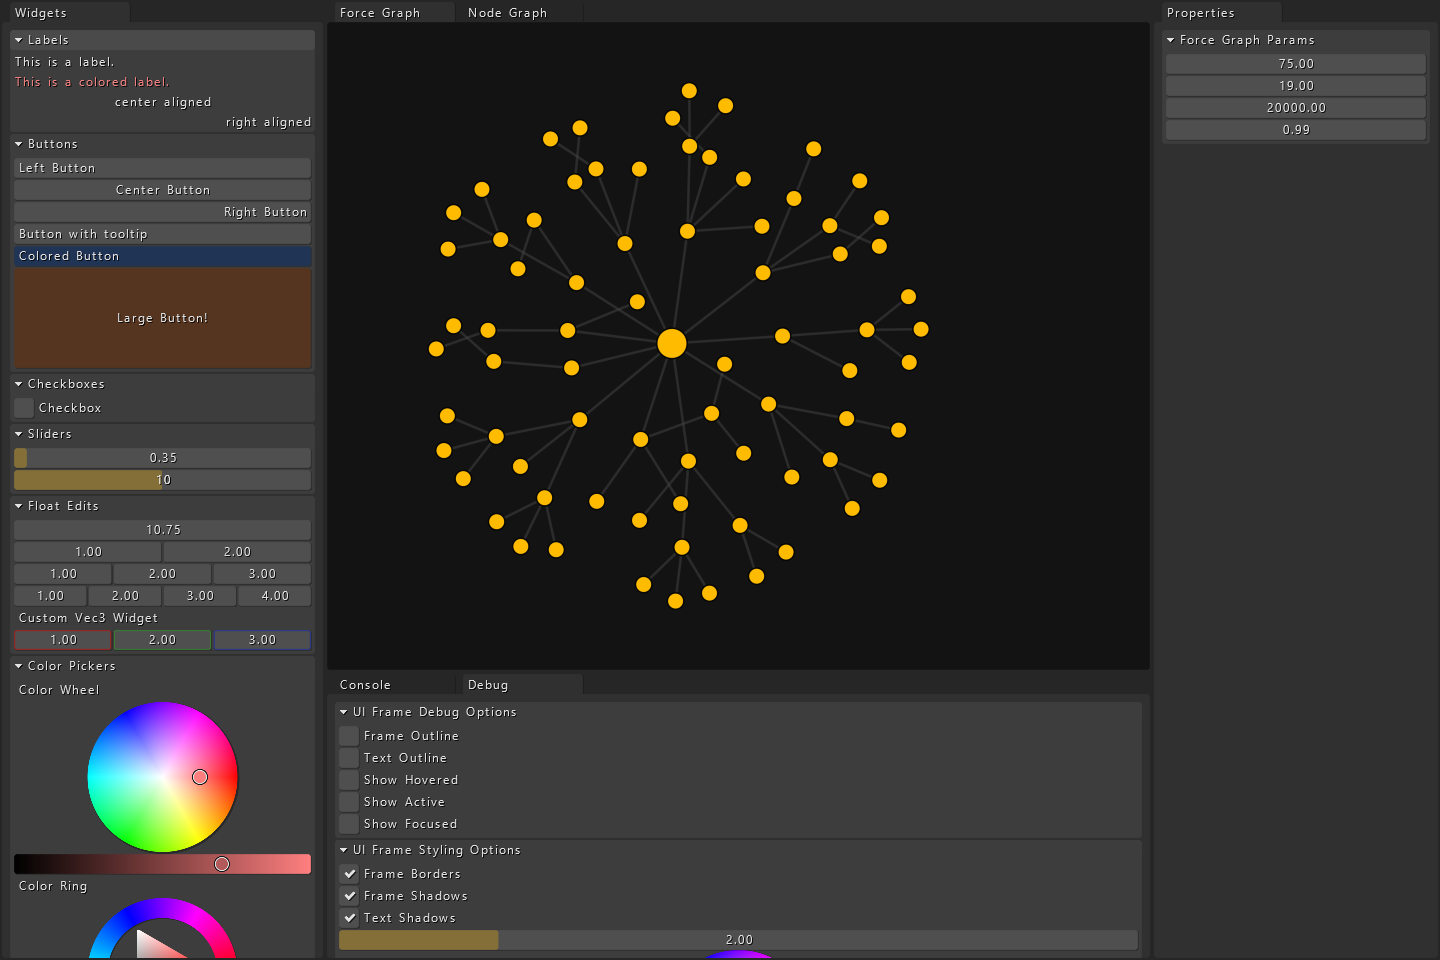 Widgets
Labels
This is a label.
This is a colored label.
center aligned
right aligned
Buttons
Left Button
Center Button
Right Button
Button with tooltip
Colored Button
Large Button!
Checkboxes
Checkbox
Sliders
0.35
10
Float Edits
10.75
1.00 2.00
1.00 2.00 3.00
1.00 2.00 3.00 4.00
Custom Vec3 Widget
1.00 2.00 3.00
Color Pickers
Color Wheel
Color Ring
Force Graph Node Graph
Console Debug
UI Frame Debug Options
Frame Outline
Text Outline
Show Hovered
Show Active
Show Focused
UI Frame Styling Options
Frame Borders
Frame Shadows
Text Shadows
2.00
Properties
Force Graph Params
75.00
19.00
20000.00
0.99